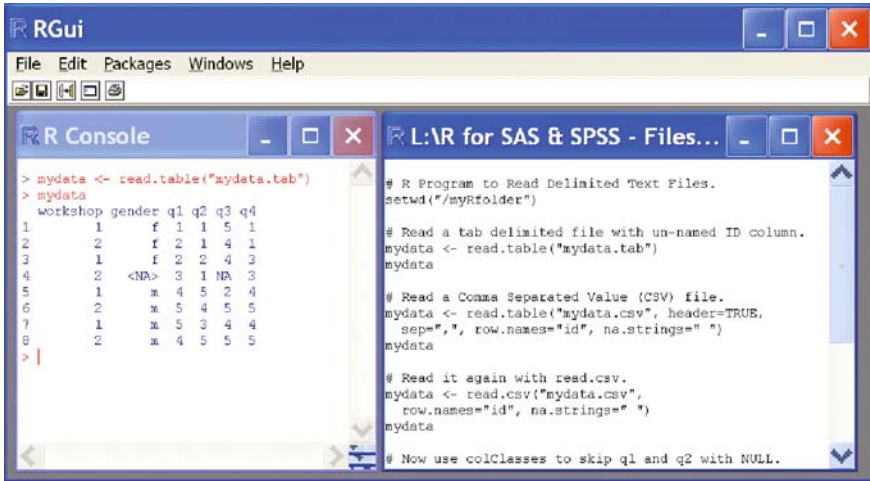 RGui
File Edit Packages Windows Help
R Console
> mydata <- read.table("mydata.tab")
> mydata
workshop gender q1 q2 q3 q4
1 1 f 1 1 5 1
2 2 f 2 1 4 1
3 1 f 2 2 4 3
4 2 <NA> 3 1 NA 3
5 1 m 4 5 2 4
6 2 m 5 4 5 5
7 1 m 5 3 4 4
8 2 m 4 5 5 5
>
L:\R for SAS & SPSS - Files...
# R Program to Read Delimited Text Files.
setwd("/myRfolder")
# Read a tab delimited file with un-named ID column.
mydata <- read.table("mydata.tab")
mydata
# Read a Comma Separated Value (CSV) file.
mydata <- read.table("mydata.csv", header=TRUE,
sep=",", row.names="id", na.strings=" ")
mydata
# Read it again with read.csv.
mydata <- read.csv("mydata.csv",
row.names="id", na.strings=" ")
mydata
# Now use colClasses to skip q1 and q2 with NULL.